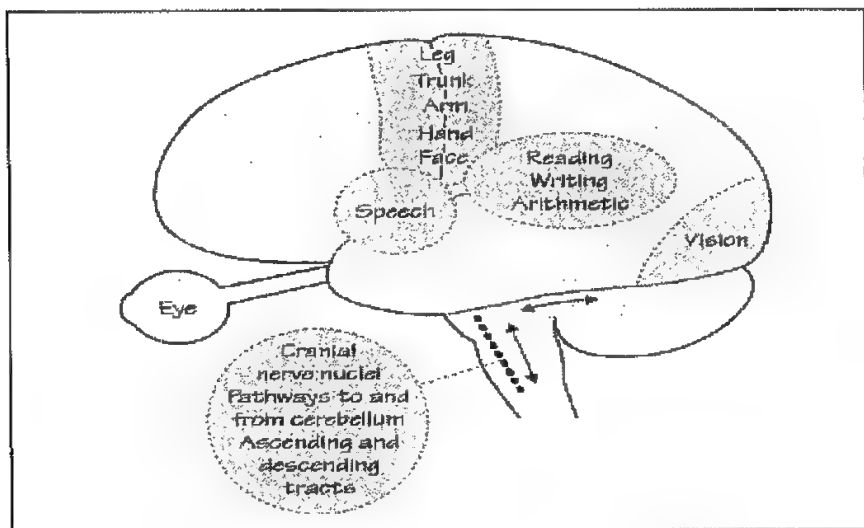 Leg
Trunk
Arm
Hand
Face
Reading
Writing
Arithmetic
Speech
Vision
Eye
Cranial
nerve nuclei
Pathways to and
from cerebellum
Ascending and
descending
tracts